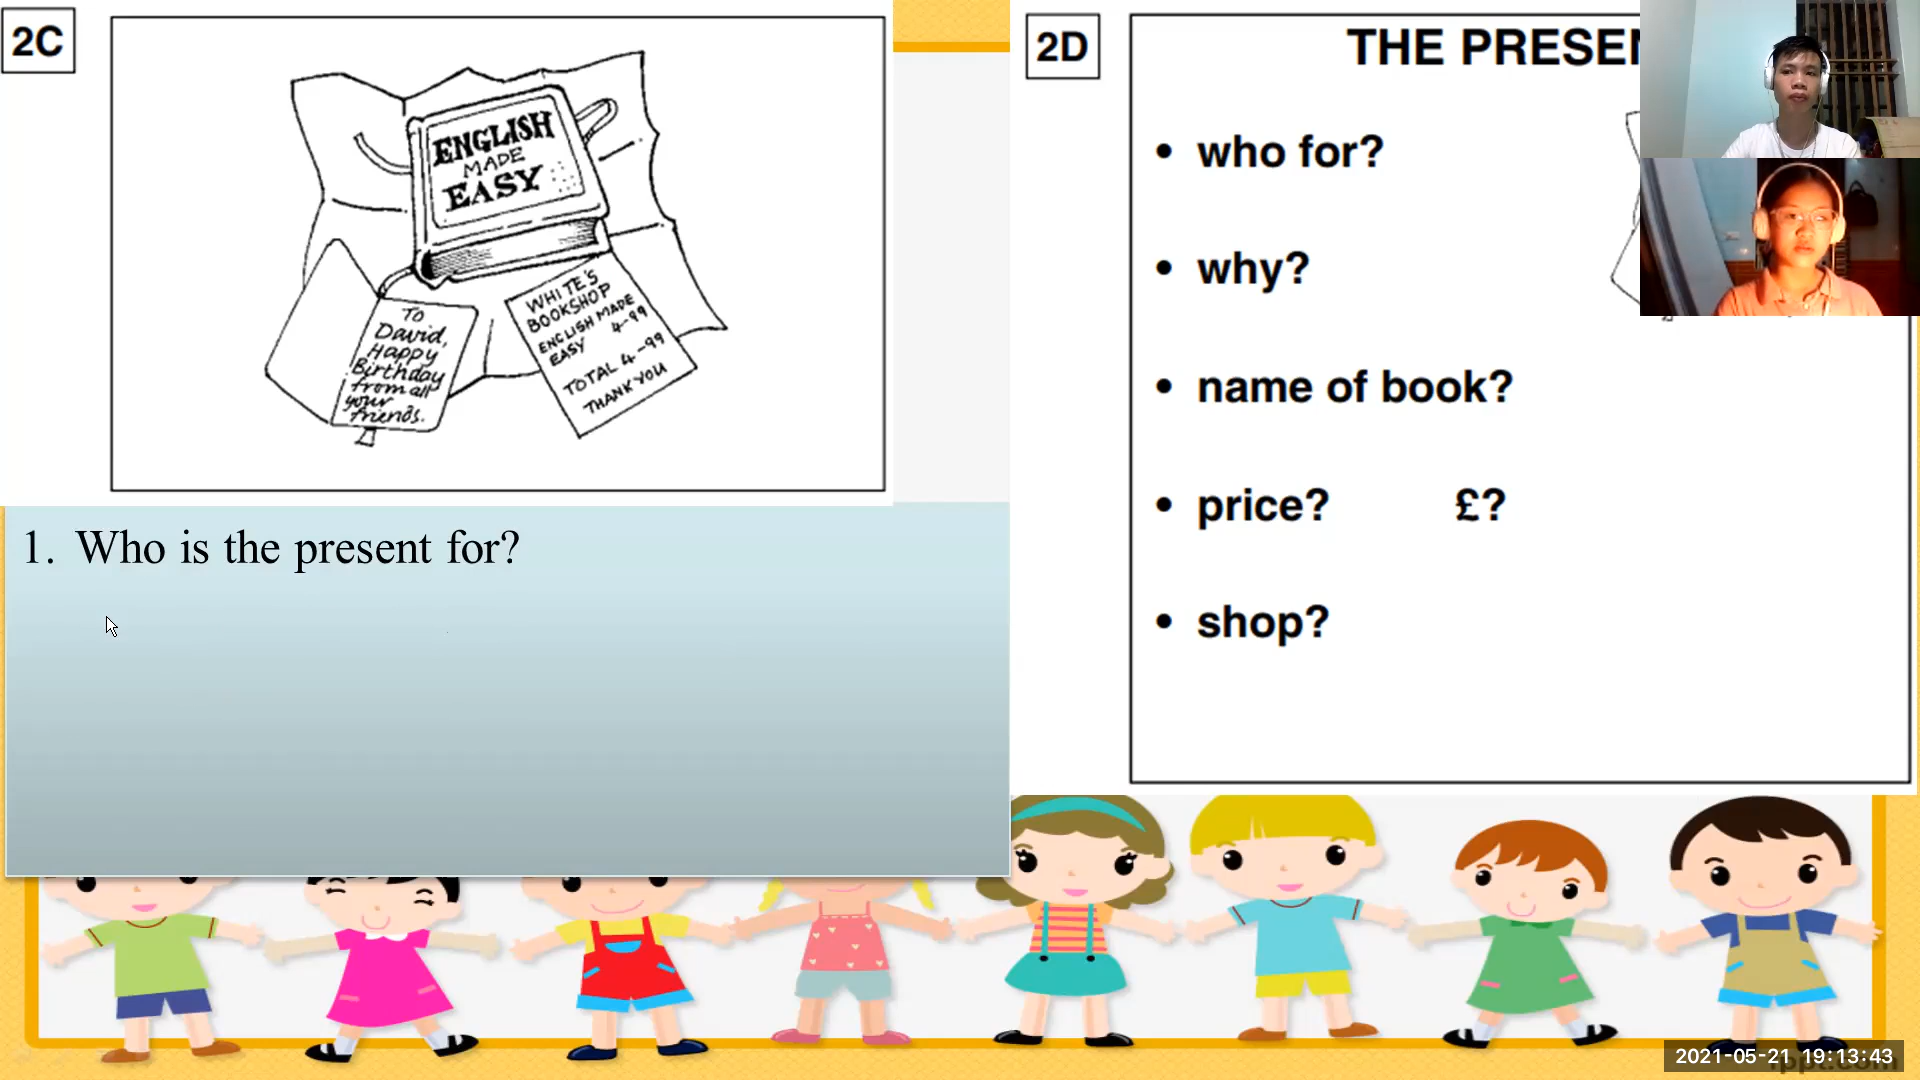 2C
ENGLISH
MADE
EASY
TO
David,
Happy
Birthday
from all
your
friends.
WHITE'S
BOOKSHOP
ENGLISH MADE
EASY 4-99
TOTAL 4-99
THANK YOU
1. Who is the present for?
2D
THE PRESEN
• who for?
• why?
• name of book?
• price? £?
• shop?
2021-05-21 19:13:43